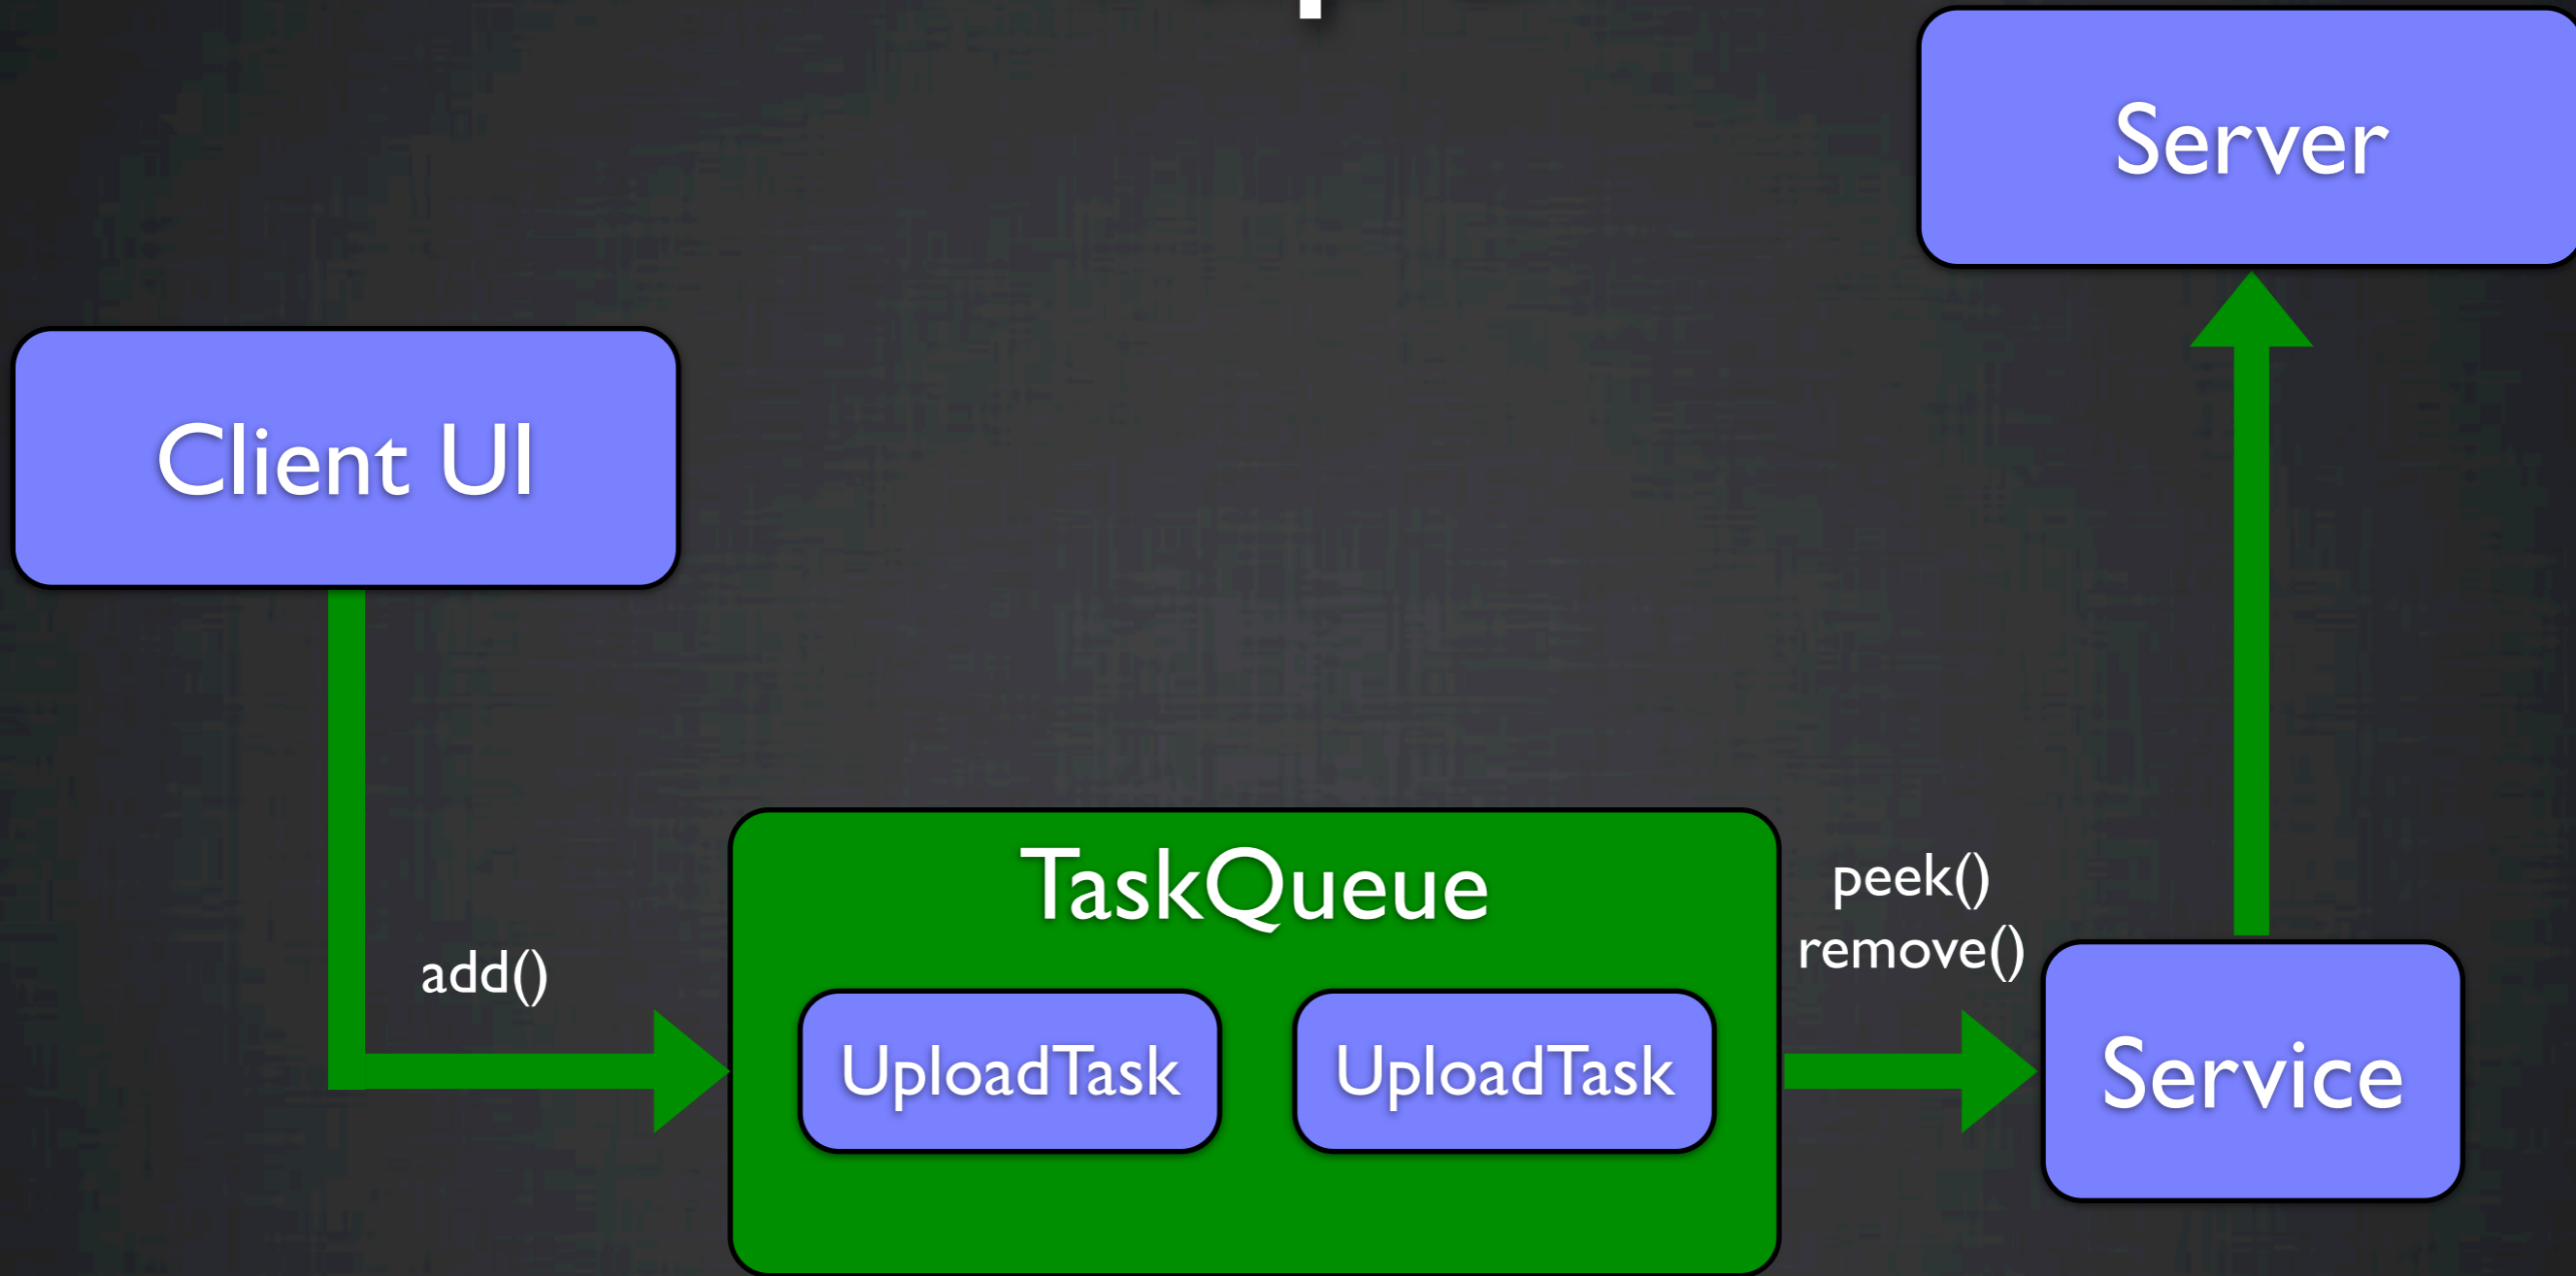 Server
Client UI
TaskQueue
peek()
remove()
add()
UploadTask
UploadTask
Service